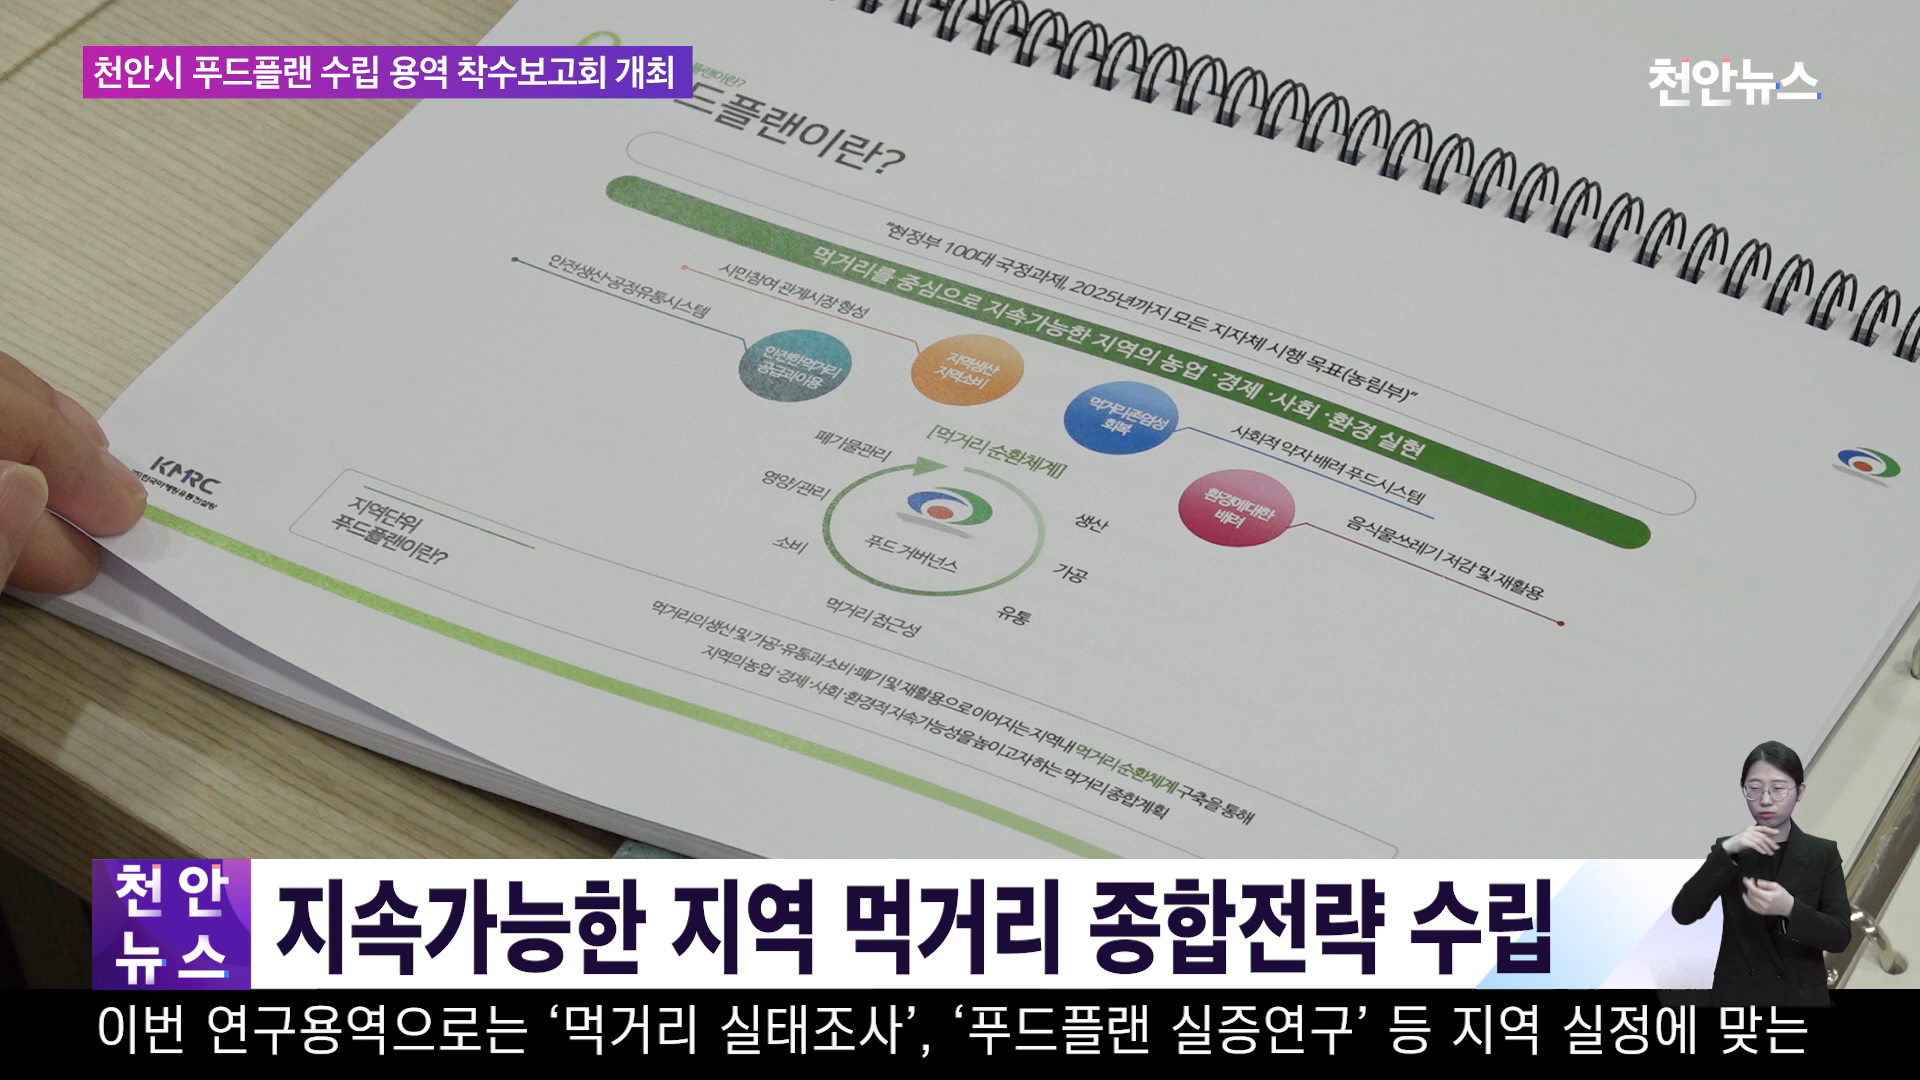 천안시 푸드플랜 수립 용역 착수보고회 개최
천안뉴스
플랜이란?
드플랜이란?
“현정부 100대 국정과제, 2025년까지 모든 지자체 시행 목표(농림부)”
먹거리를 중심으로 지속가능한 지역의 농업·경제·사회·환경 실현
안전생산·공정유통시스템
시민참여 관계시장 형성
안전한먹거리
공급과이용
지역생산
지역소비
먹거리존엄성
회복
사회적 약자 배려 푸드시스템
환경에대한
배려
음식물쓰레기 저감 및 재활용
[먹거리 순환체계]
폐기물관리
영양/관리
소비
먹거리 접근성
유통
가공
생산
푸드 거버넌스
KMRC
지역단위
푸드플랜이란?
먹거리의 생산 및 가공·유통과 소비·폐기 및 재활용으로 이어지는 지역내 먹거리 순환체계 구축을 통해
지역의 농업·경제·사회·환경적 지속가능성을 높이고자 하는 먹거리 종합계획
천안
뉴스
지속가능한 지역 먹거리 종합전략 수립
이번 연구용역으로는 ‘먹거리 실태조사’, ‘푸드플랜 실증연구’ 등 지역 실정에 맞는